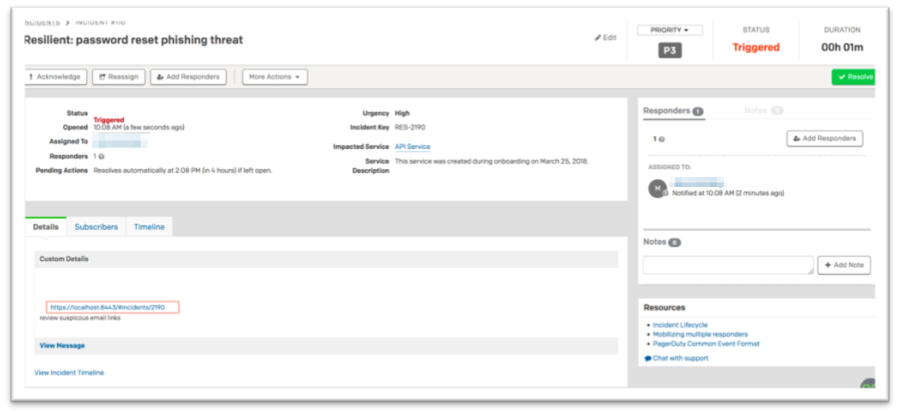 INCIDENTS > INCIDENT #110
Resilient: password reset phishing threat
Edit
PRIORITY
P3
STATUS
Triggered
DURATION
00h 01m
Acknowledge
Reassign
Add Responders
More Actions
Resolve
Status Triggered
Opened 10:08 AM (a few seconds ago)
Assigned To
Responders 1
Pending Actions Resolves automatically at 2:08 PM (in 4 hours) if left open.
Urgency High
Incident Key RES-2190
Impacted Service API Service
Service Description This service was created during onboarding on March 25, 2018.
Responders 1
Notes 0
1
Add Responders
ASSIGNED TO:
M
Notified at 10:08 AM (2 minutes ago)
Notes 0
+ Add Note
Details
Subscribers
Timeline
Custom Details
https://localhost:8443/#incidents/2190
review suspicous email links
View Message
View Incident Timeline
Resources
• Incident Lifecycle
• Mobilizing multiple responders
• PagerDuty Common Event Format
Chat with support